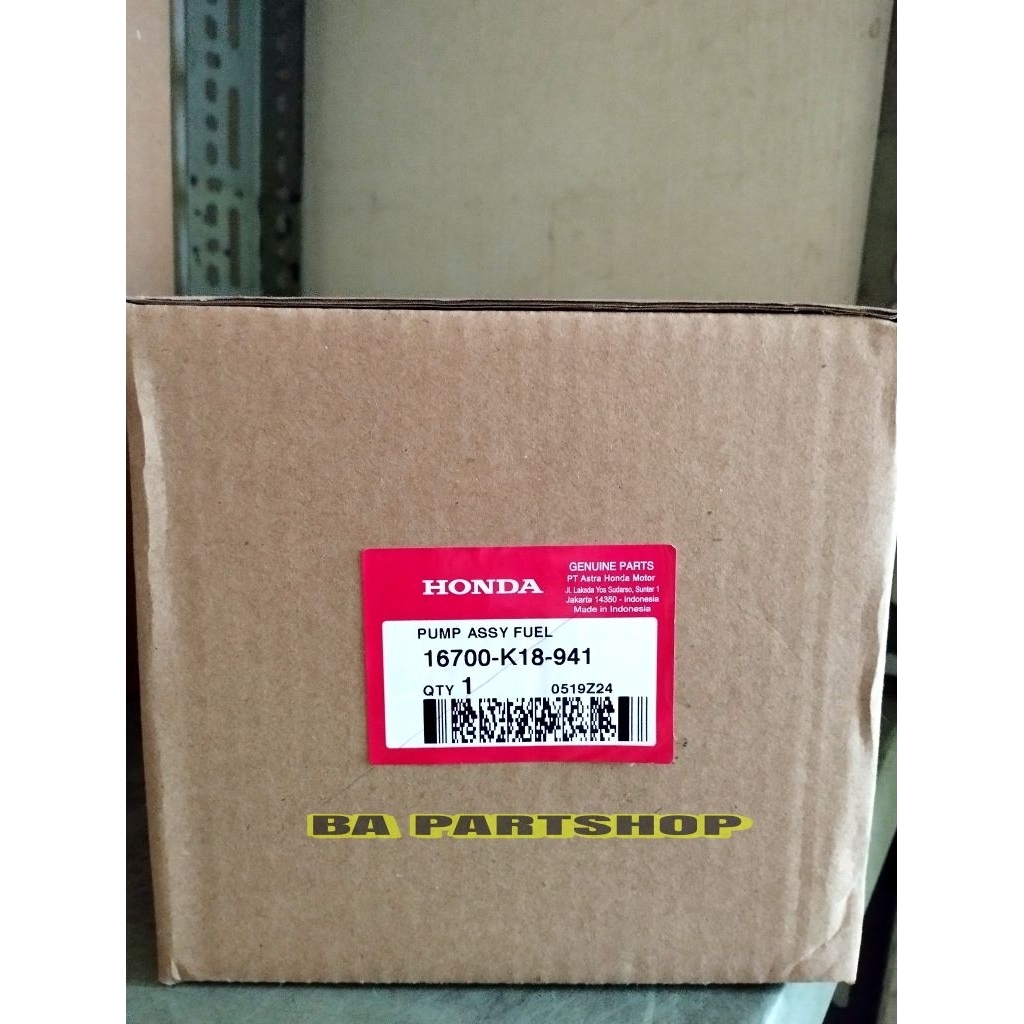 HONDA
GENUINE PARTS
PT Astra Honda Motor
Jl. Laksda Yos Sudarso, Sunter 1
Jakarta 14350 - Indonesia
Made in Indonesia
PUMP ASSY FUEL
16700-K18-941
QTY 1 0519Z24
BA PARTSHOP